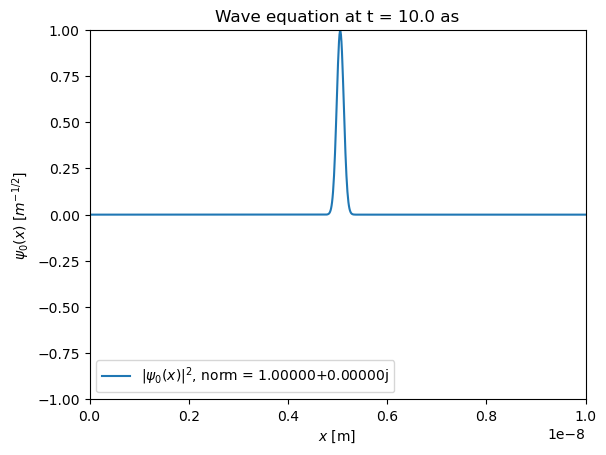 Wave equation at t = 10.0 as
1.00
0.75
0.50
0.25
0.00
−0.25
−0.50
−0.75
−1.00
ψ₀(x) [m⁻¹ᐟ²]
|ψ₀(x)|², norm = 1.00000+0.00000j
0.0 0.2 0.4 0.6 0.8 1.0
1e−8
x [m]